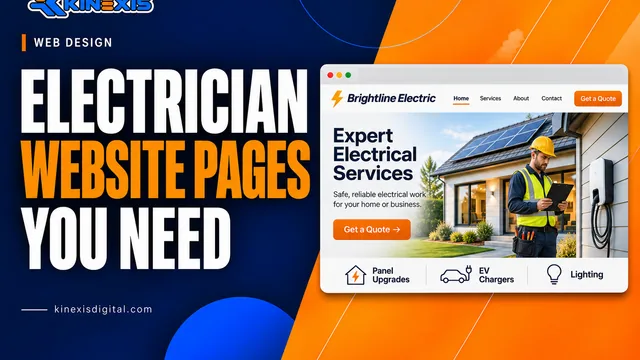 KINEXIS
WEB DESIGN
ELECTRICIAN
WEBSITE PAGES
YOU NEED
kinexisdigital.com
Brightline Electric
Home
Services
About
Contact
Get a Quote
Expert
Electrical
Services
Safe, reliable electrical work
for your home or business.
Get a Quote →
Panel
Upgrades
EV
Chargers
Lighting